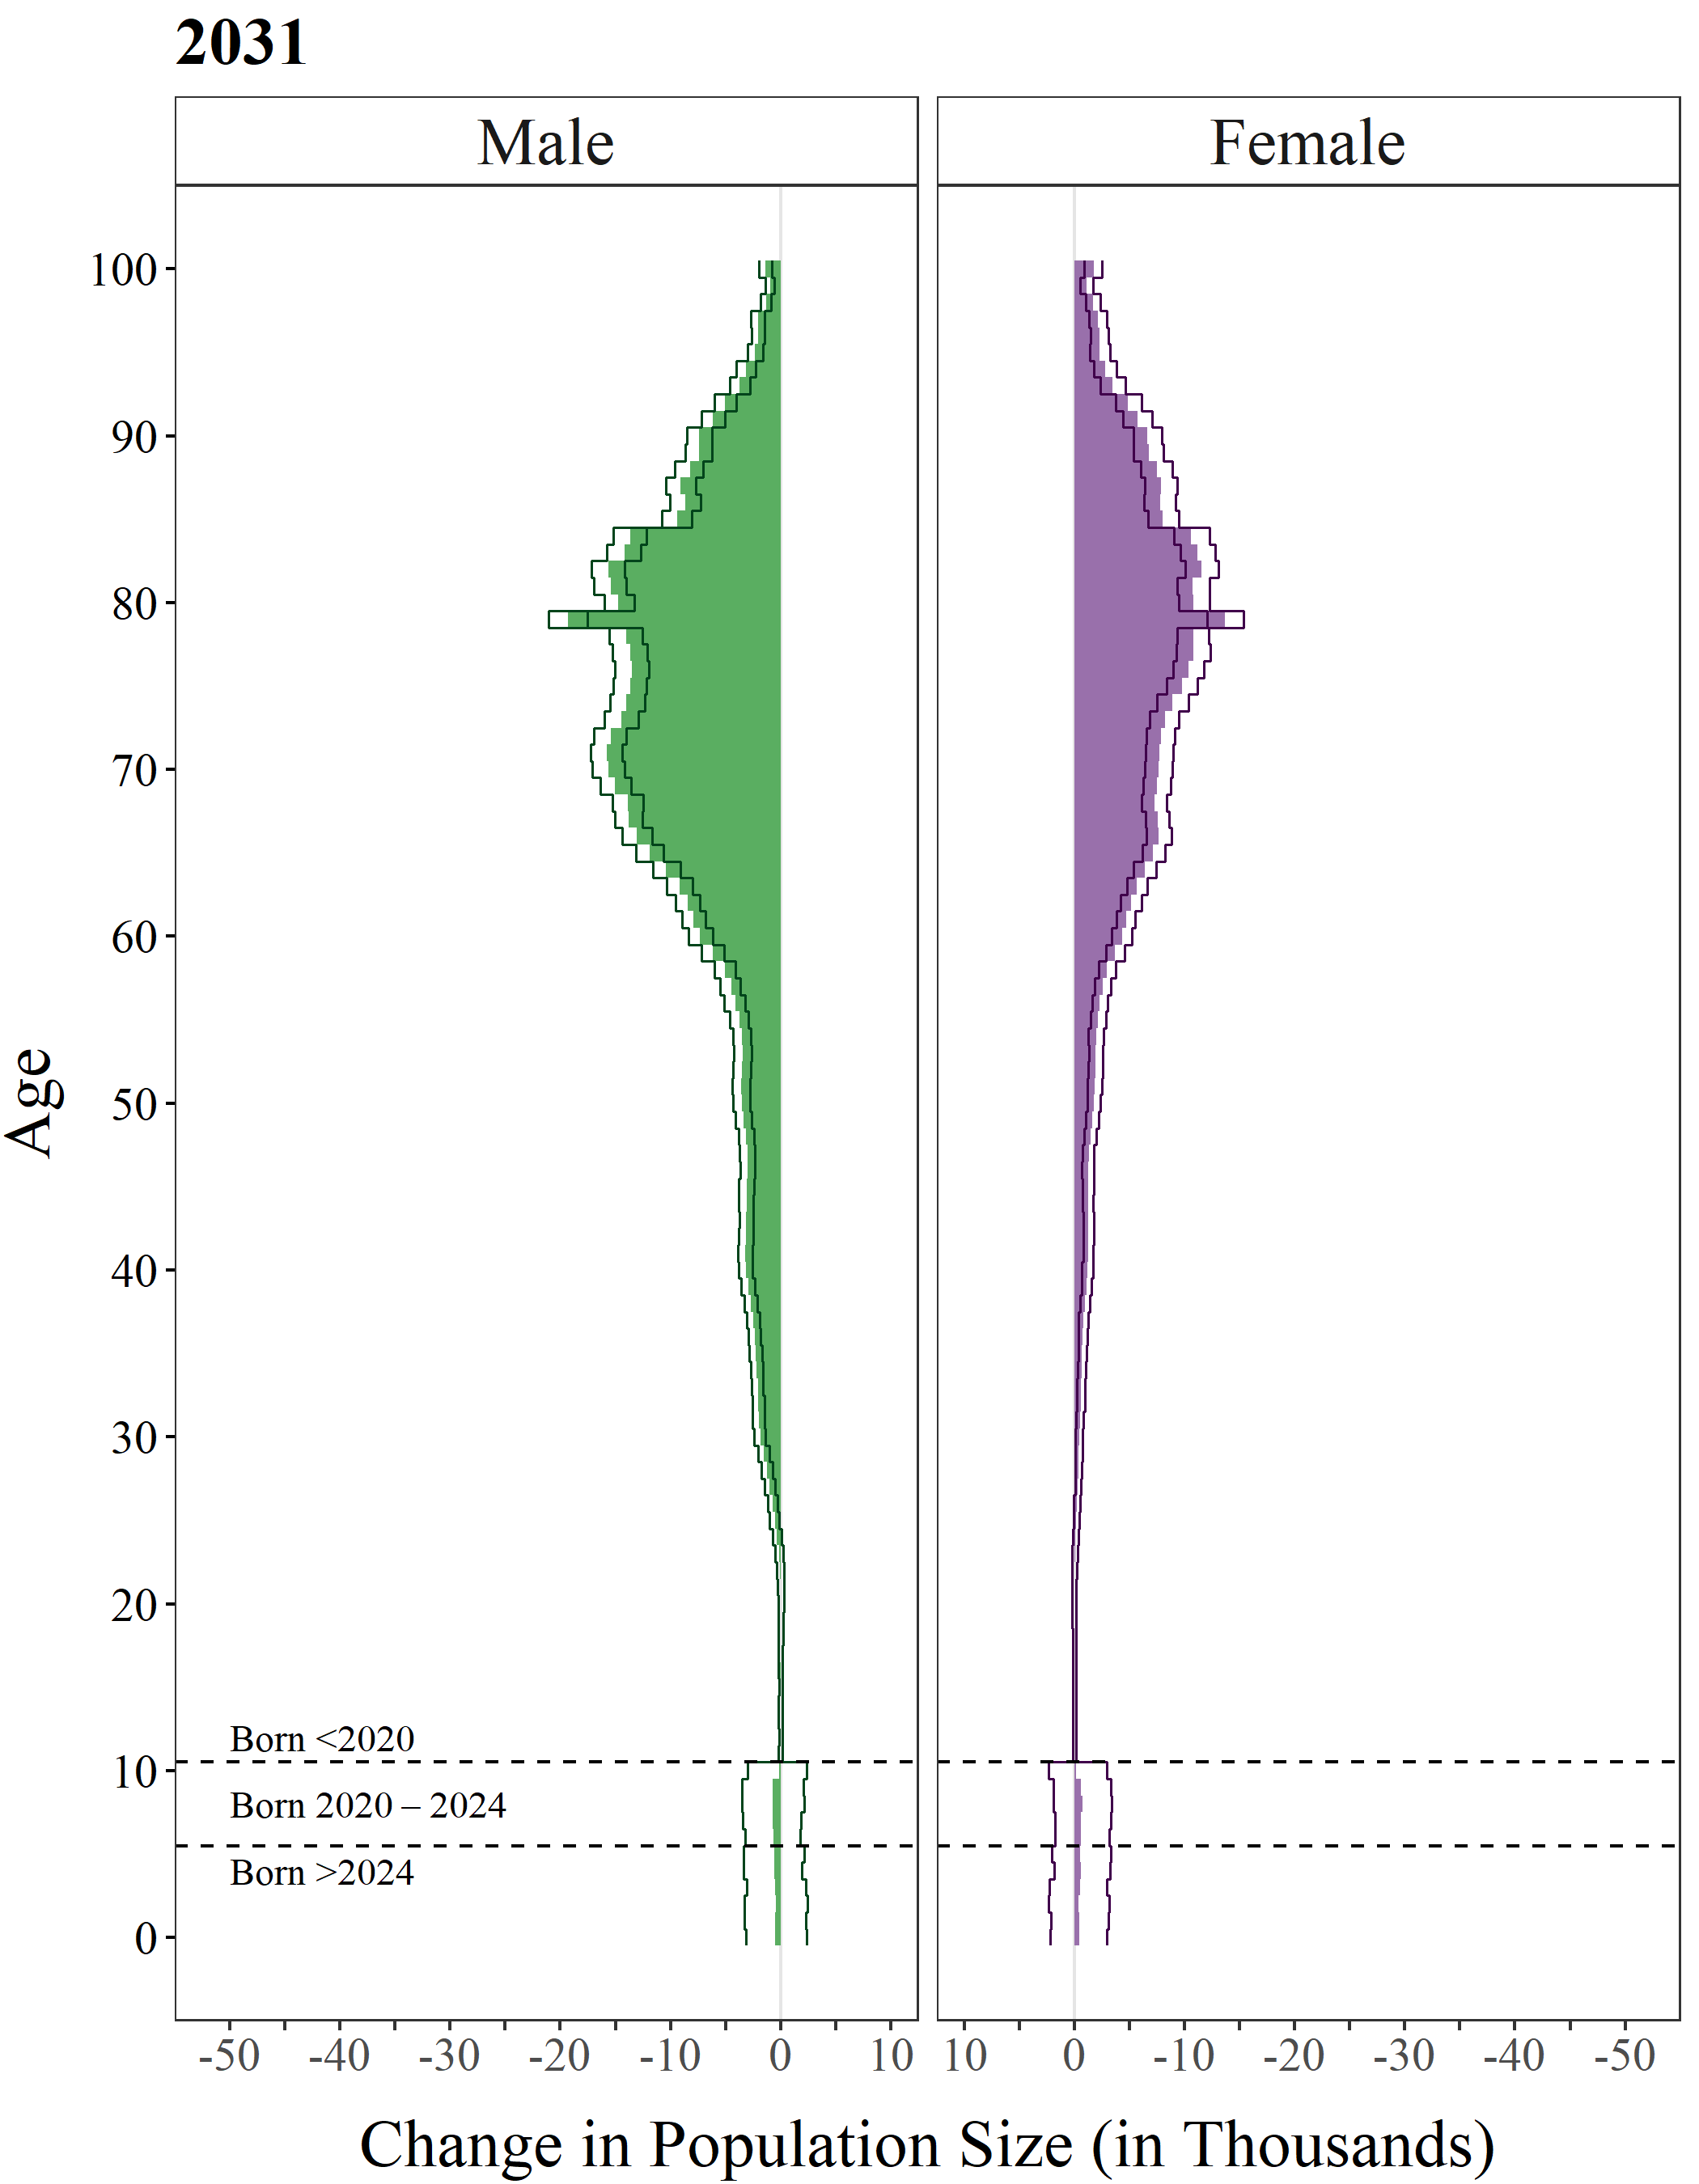 2031
Male
Female
100
90
80
70
60
50
40
30
20
10
0
Age
Born <2020
Born 2020 – 2024
Born >2024
-50 -40 -30 -20 -10 0 10
10 0 -10 -20 -30 -40 -50
Change in Population Size (in Thousands)